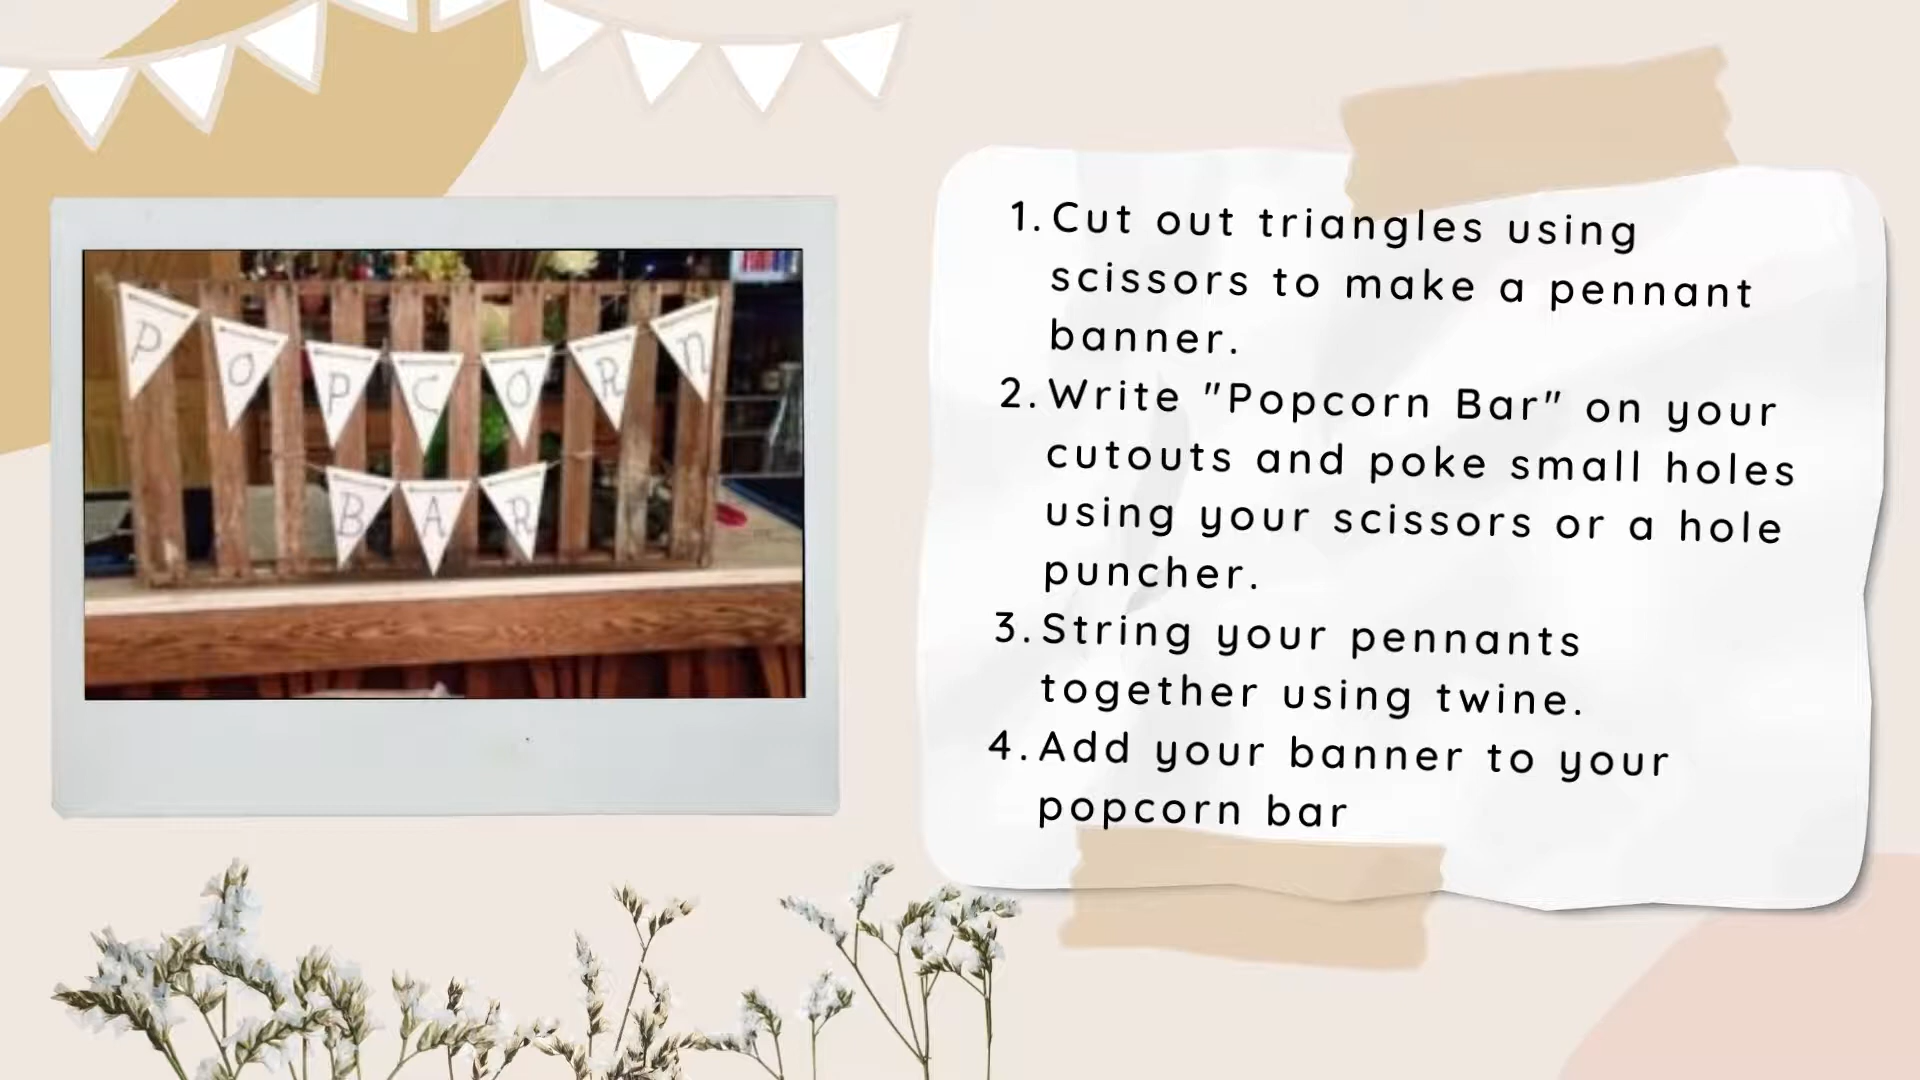 POPCORn
BAR
1. Cut out triangles using
scissors to make a pennant
banner.
2. Write "Popcorn Bar" on your
cutouts and poke small holes
using your scissors or a hole
puncher.
3. String your pennants
together using twine.
4. Add your banner to your
popcorn bar